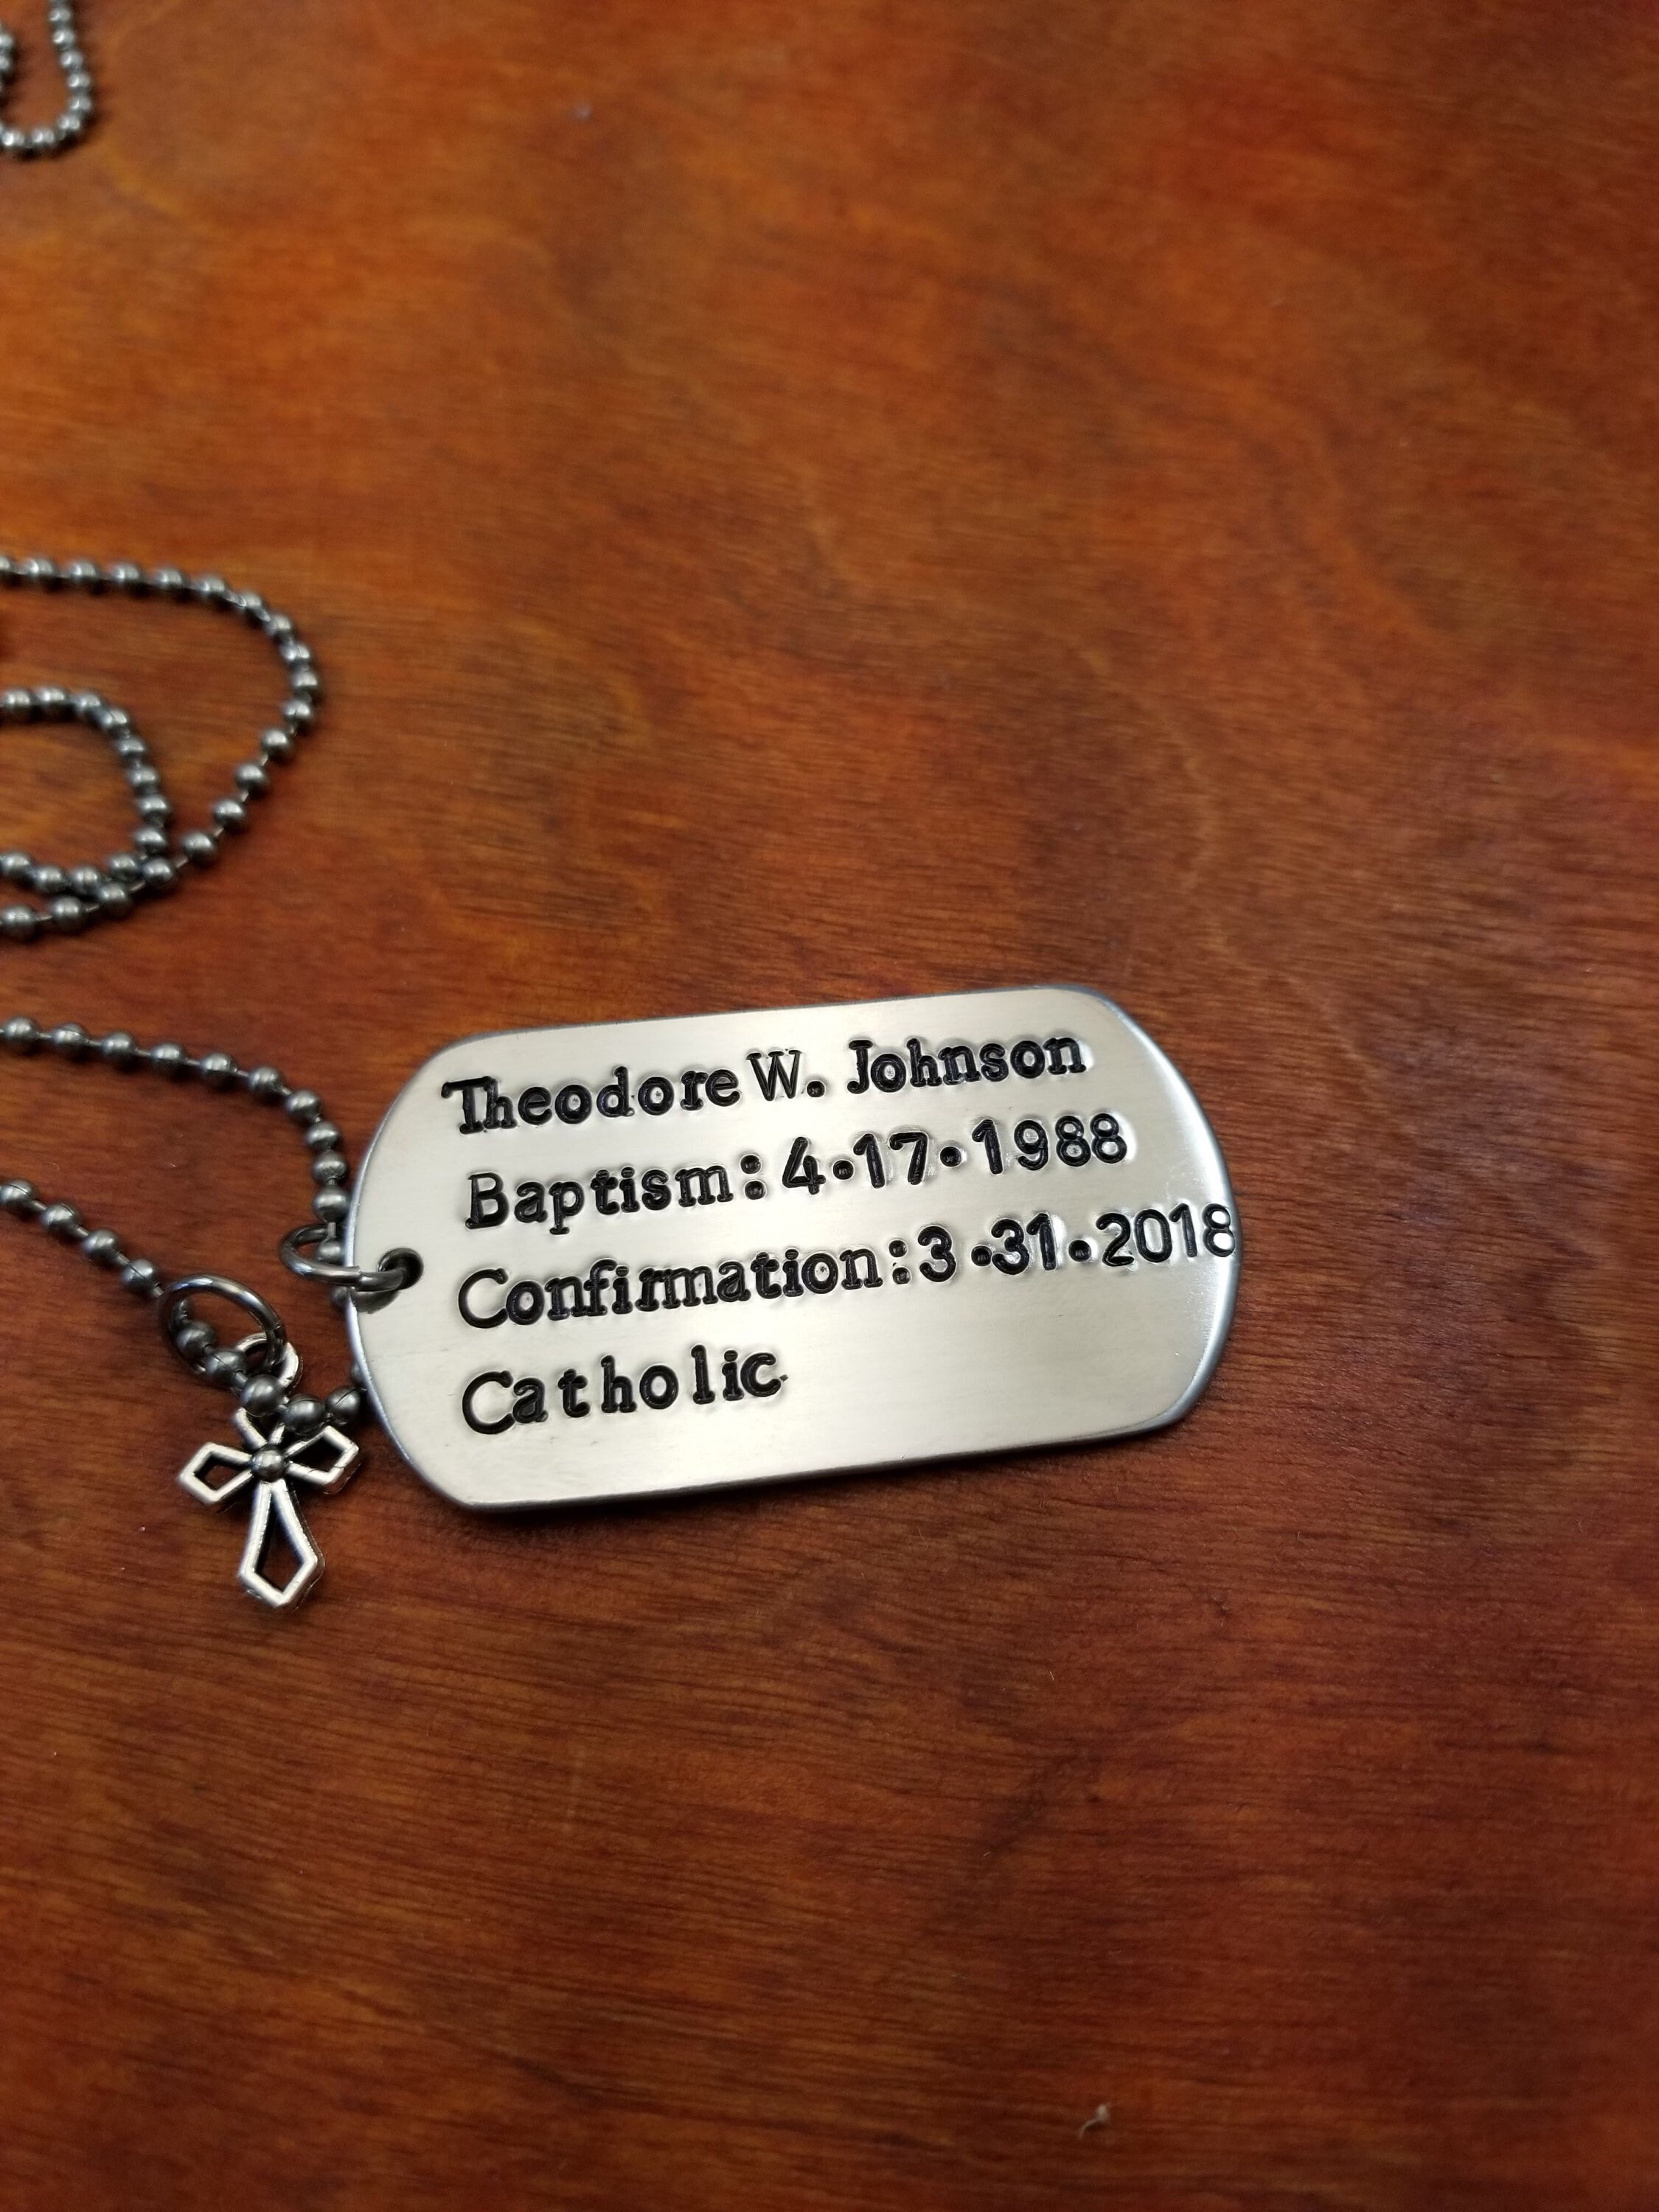 Theodore W. Johnson
Baptism: 4•17•1988
Confirmation: 3•31•2018
Catholic